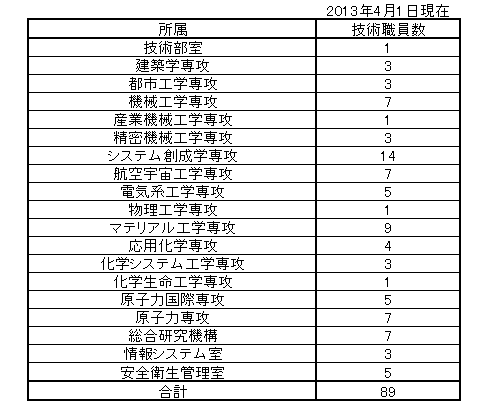 2013年4月1日現在
所属 技術職員数
技術部室 1
建築学専攻 3
都市工学専攻 3
機械工学専攻 7
産業機械工学専攻 1
精密機械工学専攻 3
システム創成学専攻 14
航空宇宙工学専攻 7
電気系工学専攻 5
物理工学専攻 1
マテリアル工学専攻 9
応用化学専攻 4
化学システム工学専攻 3
化学生命工学専攻 1
原子力国際専攻 5
原子力専攻 7
総合研究機構 7
情報システム室 3
安全衛生管理室 5
合計 89